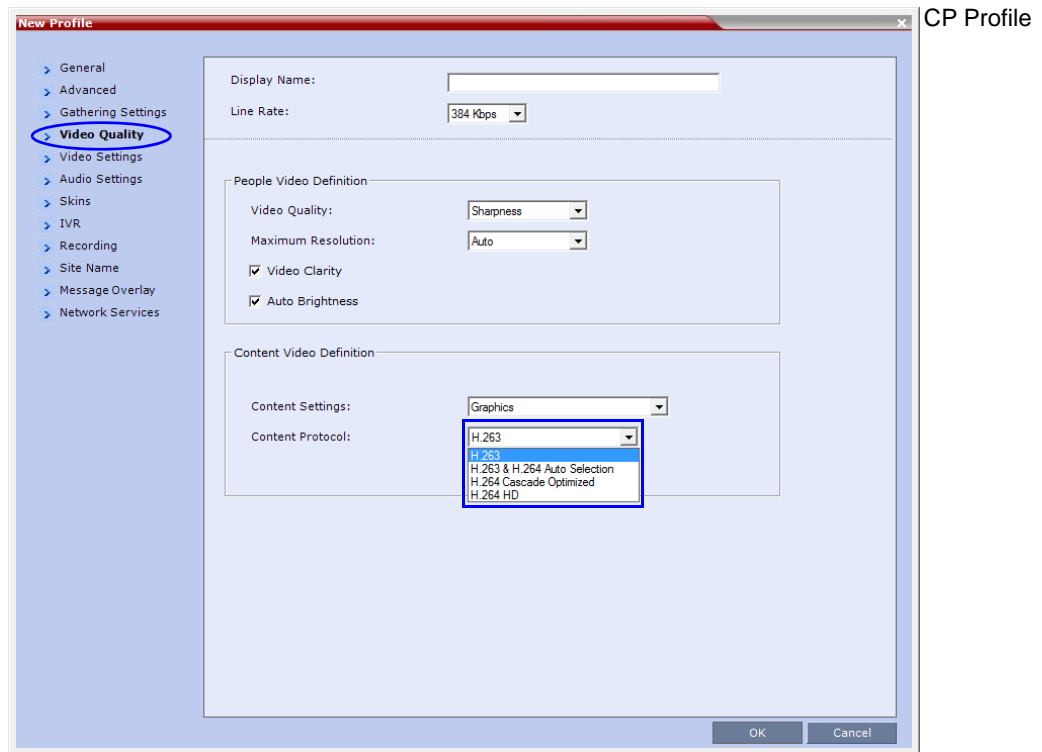 New Profile
CP Profile
General
Advanced
Gathering Settings
Video Quality
Video Settings
Audio Settings
Skins
IVR
Recording
Site Name
Message Overlay
Network Services
Display Name:
Line Rate: 384 Kbps
People Video Definition
Video Quality: Sharpness
Maximum Resolution: Auto
Video Clarity
Auto Brightness
Content Video Definition
Content Settings: Graphics
Content Protocol: H.263
H.263
H.263 & H.264 Auto Selection
H.264 Cascade Optimized
H.264 HD
OK Cancel